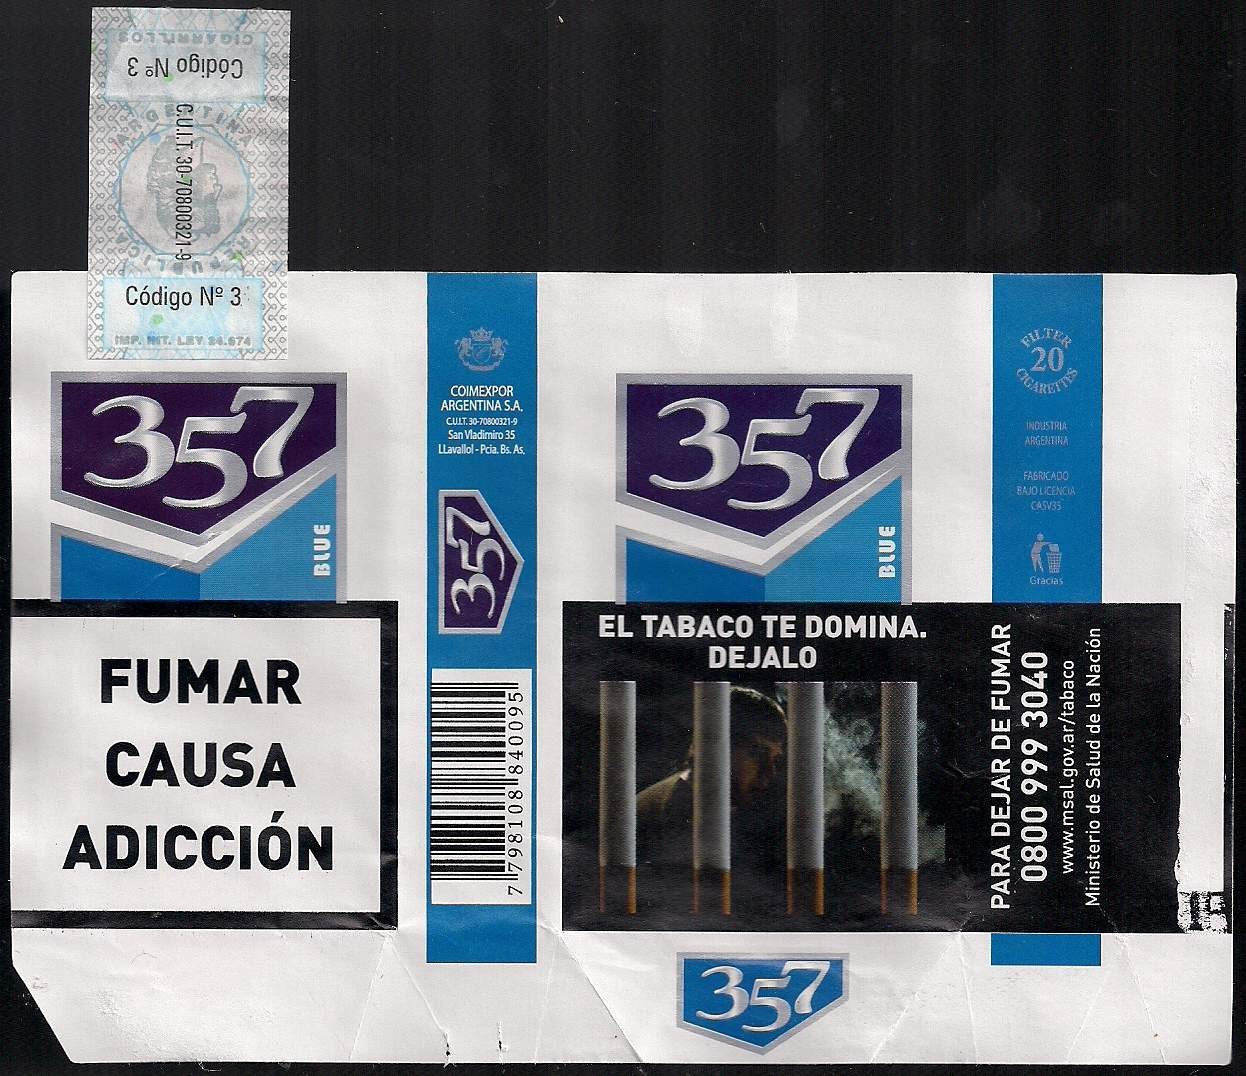 CIGARRILLOS
Código Nº 3
REPUBLICA ARGENTINA
C.U.I.T. 30-70800321-9
Código Nº 3
IMP. INT. LEY 24.674
357
BLUE
FUMAR
CAUSA
ADICCIÓN
COIMEXPOR
ARGENTINA S.A.
C.U.I.T. 30-70800321-9
San Vladimiro 35
LLavallol - Pcia. Bs. As.
357
7 798108 840095
357
BLUE
EL TABACO TE DOMINA.
DEJALO
357
FILTER
20
CIGARETTES
INDUSTRIA
ARGENTINA
FABRICADO
BAJO LICENCIA
CASV35
Gracias
PARA DEJAR DE FUMAR
0800 999 3040
www.msal.gov.ar/tabaco
Ministerio de Salud de la Nación